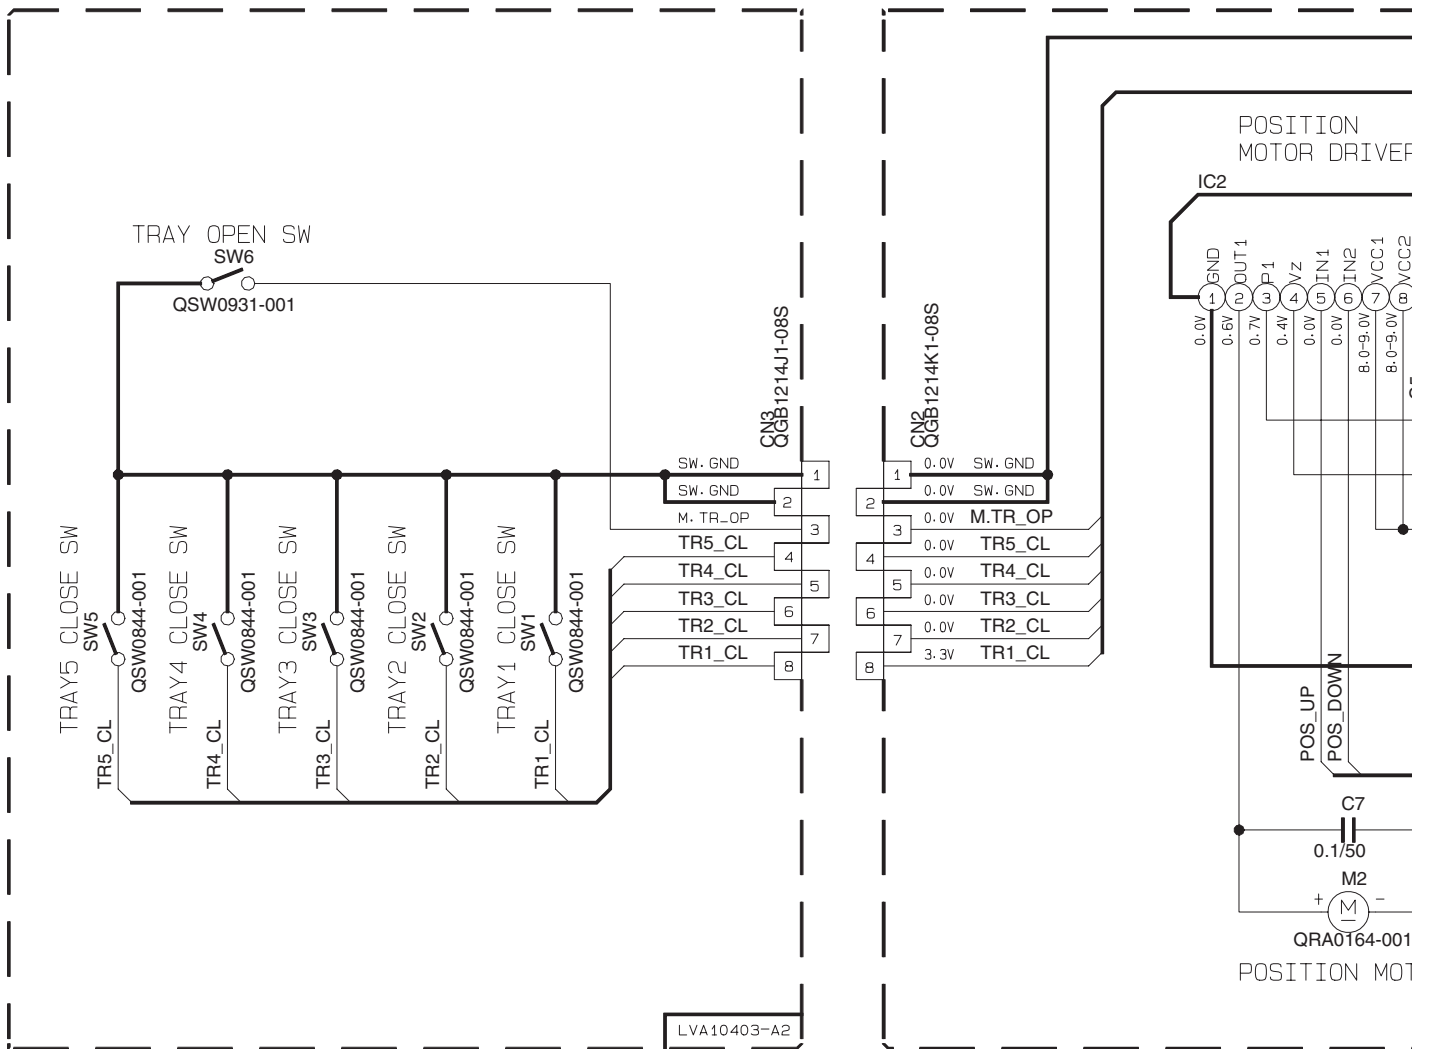 TRAY OPEN SW
SW6
QSW0931-001
TRAY5 CLOSE SW
SW5
QSW0844-001
TR5_CL
TRAY4 CLOSE SW
SW4
QSW0844-001
TR4_CL
TRAY3 CLOSE SW
SW3
QSW0844-001
TR3_CL
TRAY2 CLOSE SW
SW2
QSW0844-001
TR2_CL
TRAY1 CLOSE SW
SW1
QSW0844-001
TR1_CL
CN3
QGB1214J1-08S
SW.GND 1
SW.GND 2
M.TR_OP 3
TR5_CL 4
TR4_CL 5
TR3_CL 6
TR2_CL 7
TR1_CL 8
LVA10403-A2
CN2
QGB1214K1-08S
1 0.0V SW.GND
2 0.0V SW.GND
3 0.0V M.TR_OP
4 0.0V TR5_CL
5 0.0V TR4_CL
6 0.0V TR3_CL
7 0.0V TR2_CL
8 3.3V TR1_CL
POSITION
MOTOR DRIVER
IC2
GND
OUT1
P1
VZ
IN1
IN2
VCC1
VCC2
1 2 3 4 5 6 7 8
0.0V
0.6V
0.7V
0.4V
0.0V
0.0V
8.0-9.0V
8.0-9.0V
POS_UP
POS_DOWN
C7
0.1/50
M2
+ M -
QRA0164-001
POSITION MOT